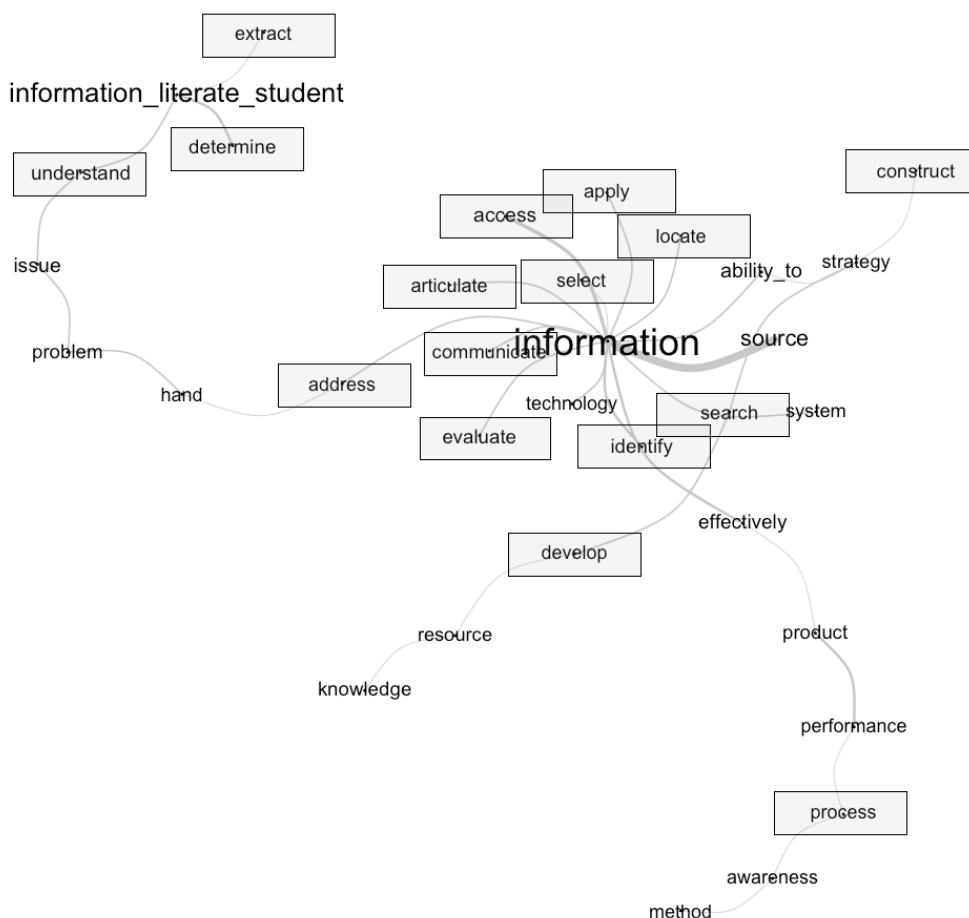 extract
information_literate_student
determine
understand
construct
apply
access
locate
issue
ability_to
strategy
articulate
select
information
source
problem
communicate
address
hand
technology
search
system
evaluate
identify
effectively
develop
resource
product
knowledge
performance
process
awareness
method